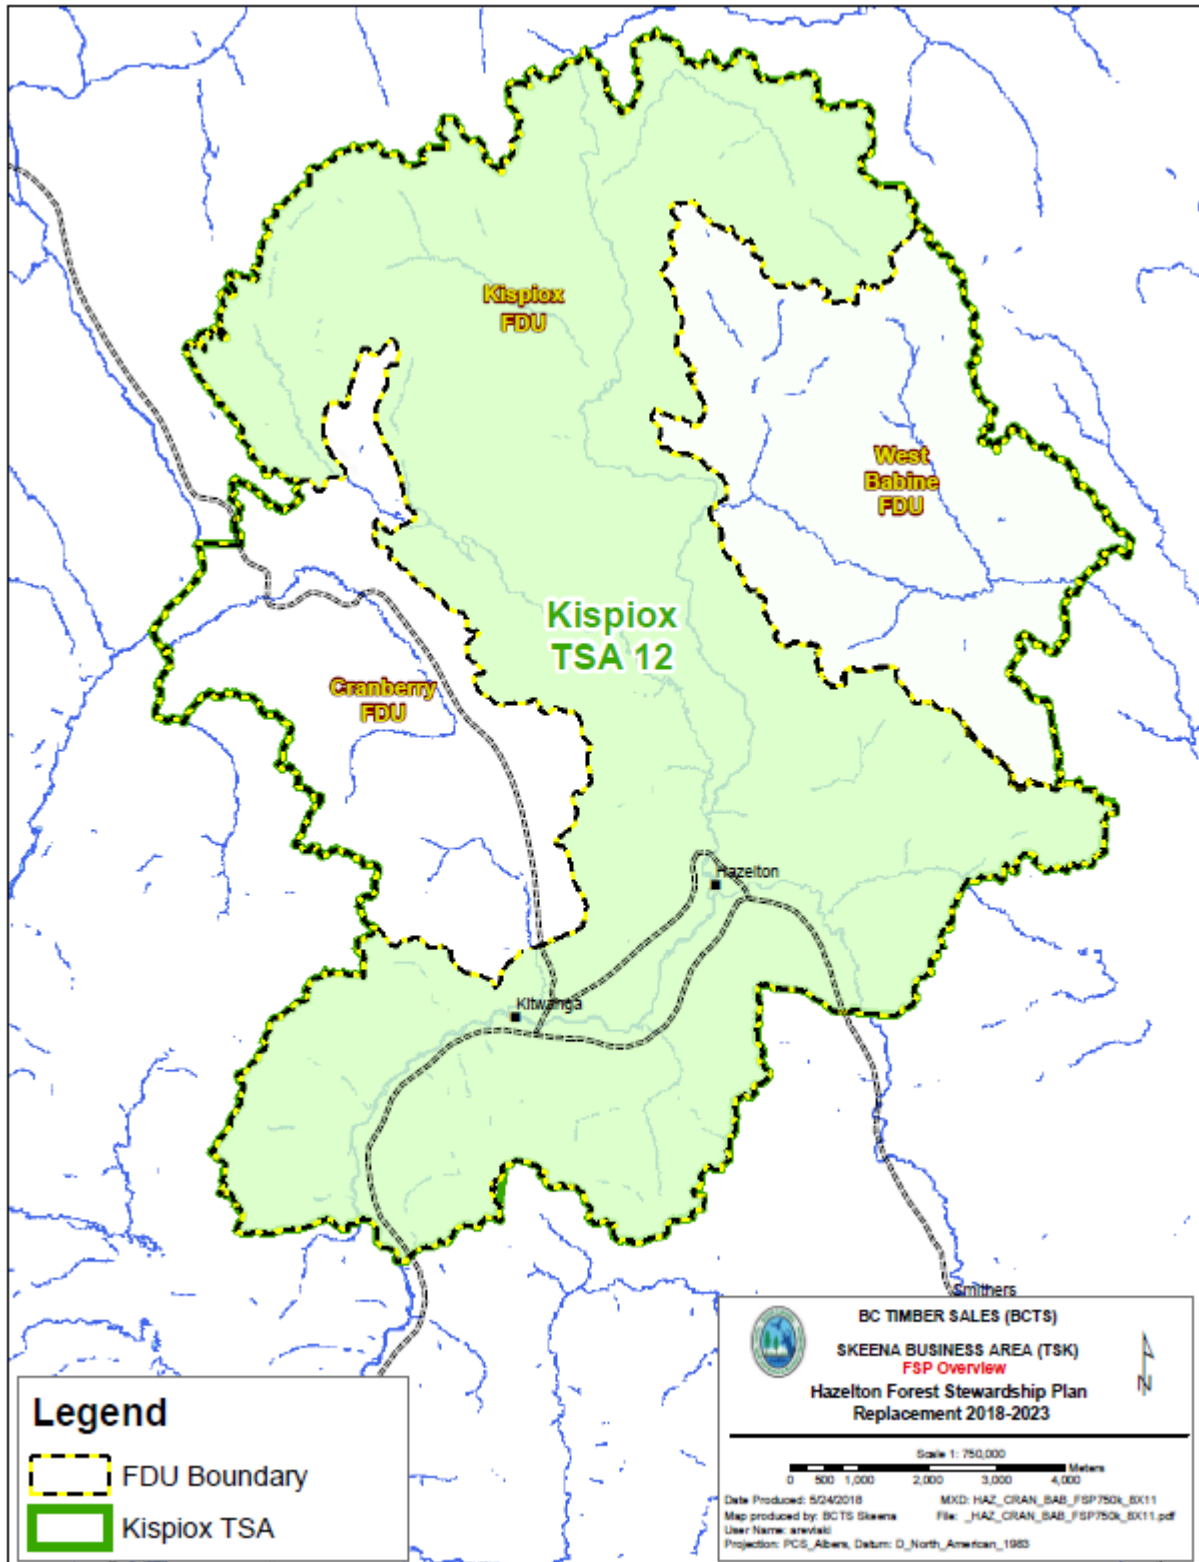 Kispiox
FDU
West
Babine
FDU
Kispiox
TSA 12
Cranberry
FDU
Hazelton
Kitwanga
Smithers
BC TIMBER SALES (BCTS)
SKEENA BUSINESS AREA (TSK)
FSP Overview
Hazelton Forest Stewardship Plan
Replacement 2018-2023
N
Scale 1: 750,000
Meters
0 500 1,000 2,000 3,000 4,000
Date Produced: 5/24/2018 MXD: HAZ_CRAN_BAB_FSP750k_8X11
Map produced by: BCTS Skeena File: _HAZ_CRAN_BAB_FSP750k_8X11.pdf
User Name: arevlaki
Projection: PCS_Albers, Datum: D_North_American_1983
Legend
FDU Boundary
Kispiox TSA